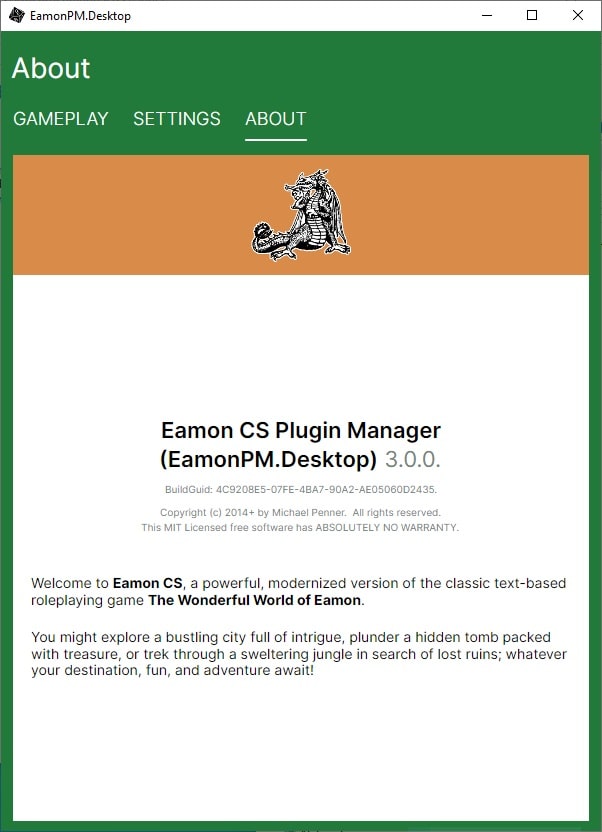 EamonPM.Desktop
About
GAMEPLAY SETTINGS ABOUT
Eamon CS Plugin Manager
(EamonPM.Desktop) 3.0.0.
BuildGuid: 4C9208E5-07FE-4BA7-90A2-AE05060D2435.
Copyright (c) 2014+ by Michael Penner.  All rights reserved.
This MIT Licensed free software has ABSOLUTELY NO WARRANTY.
Welcome to Eamon CS, a powerful, modernized version of the classic text-based
roleplaying game The Wonderful World of Eamon.
You might explore a bustling city full of intrigue, plunder a hidden tomb packed
with treasure, or trek through a sweltering jungle in search of lost ruins; whatever
your destination, fun, and adventure await!